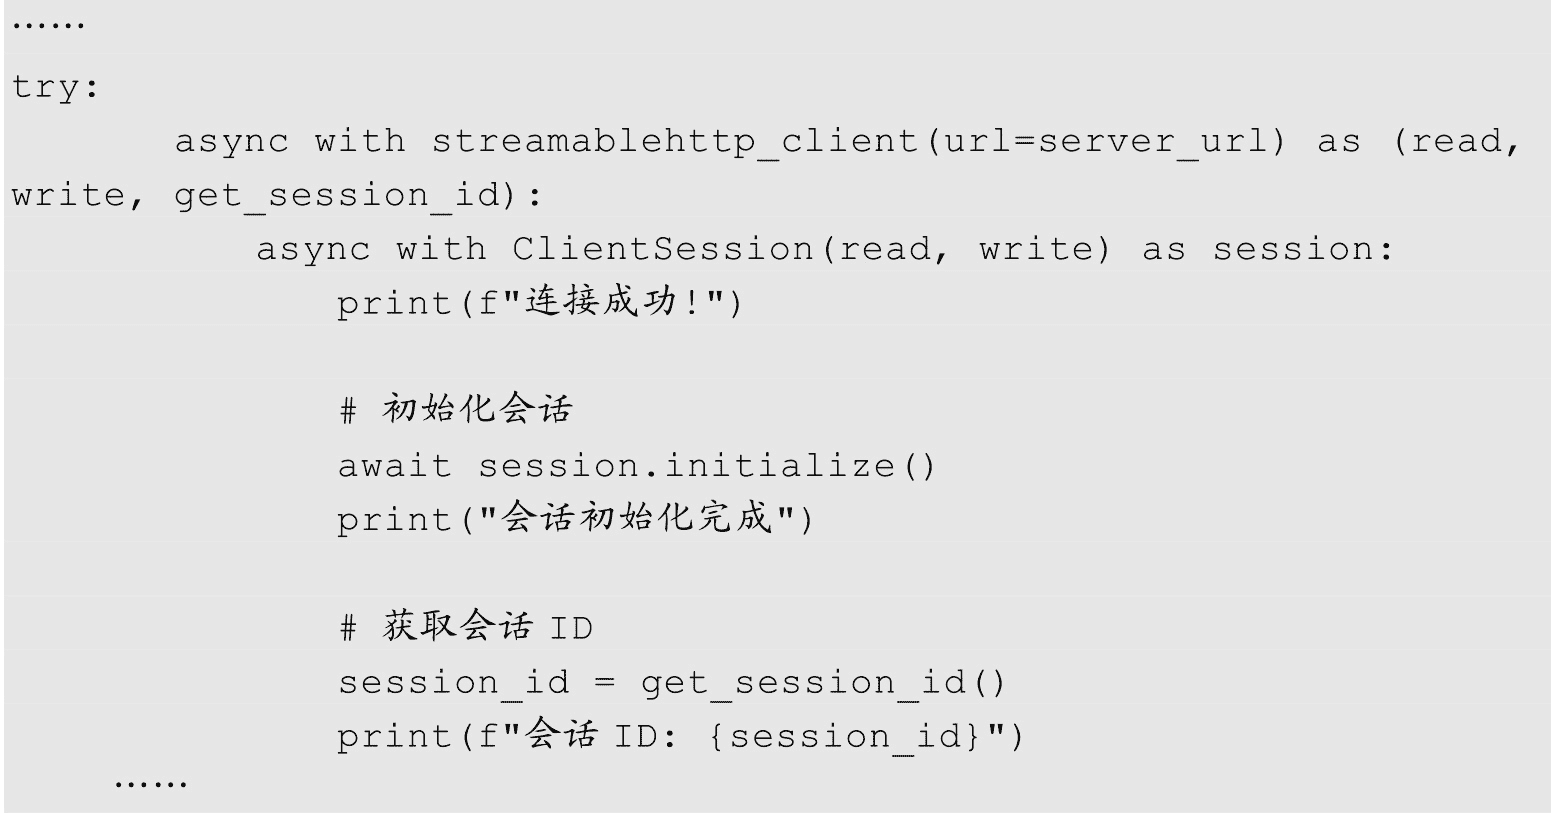 ……
try:
async with streamablehttp_client(url=server_url) as (read,
write, get_session_id):
async with ClientSession(read, write) as session:
print(f"连接成功!")
# 初始化会话
await session.initialize()
print("会话初始化完成")
# 获取会话 ID
session_id = get_session_id()
print(f"会话 ID: {session_id}")
……